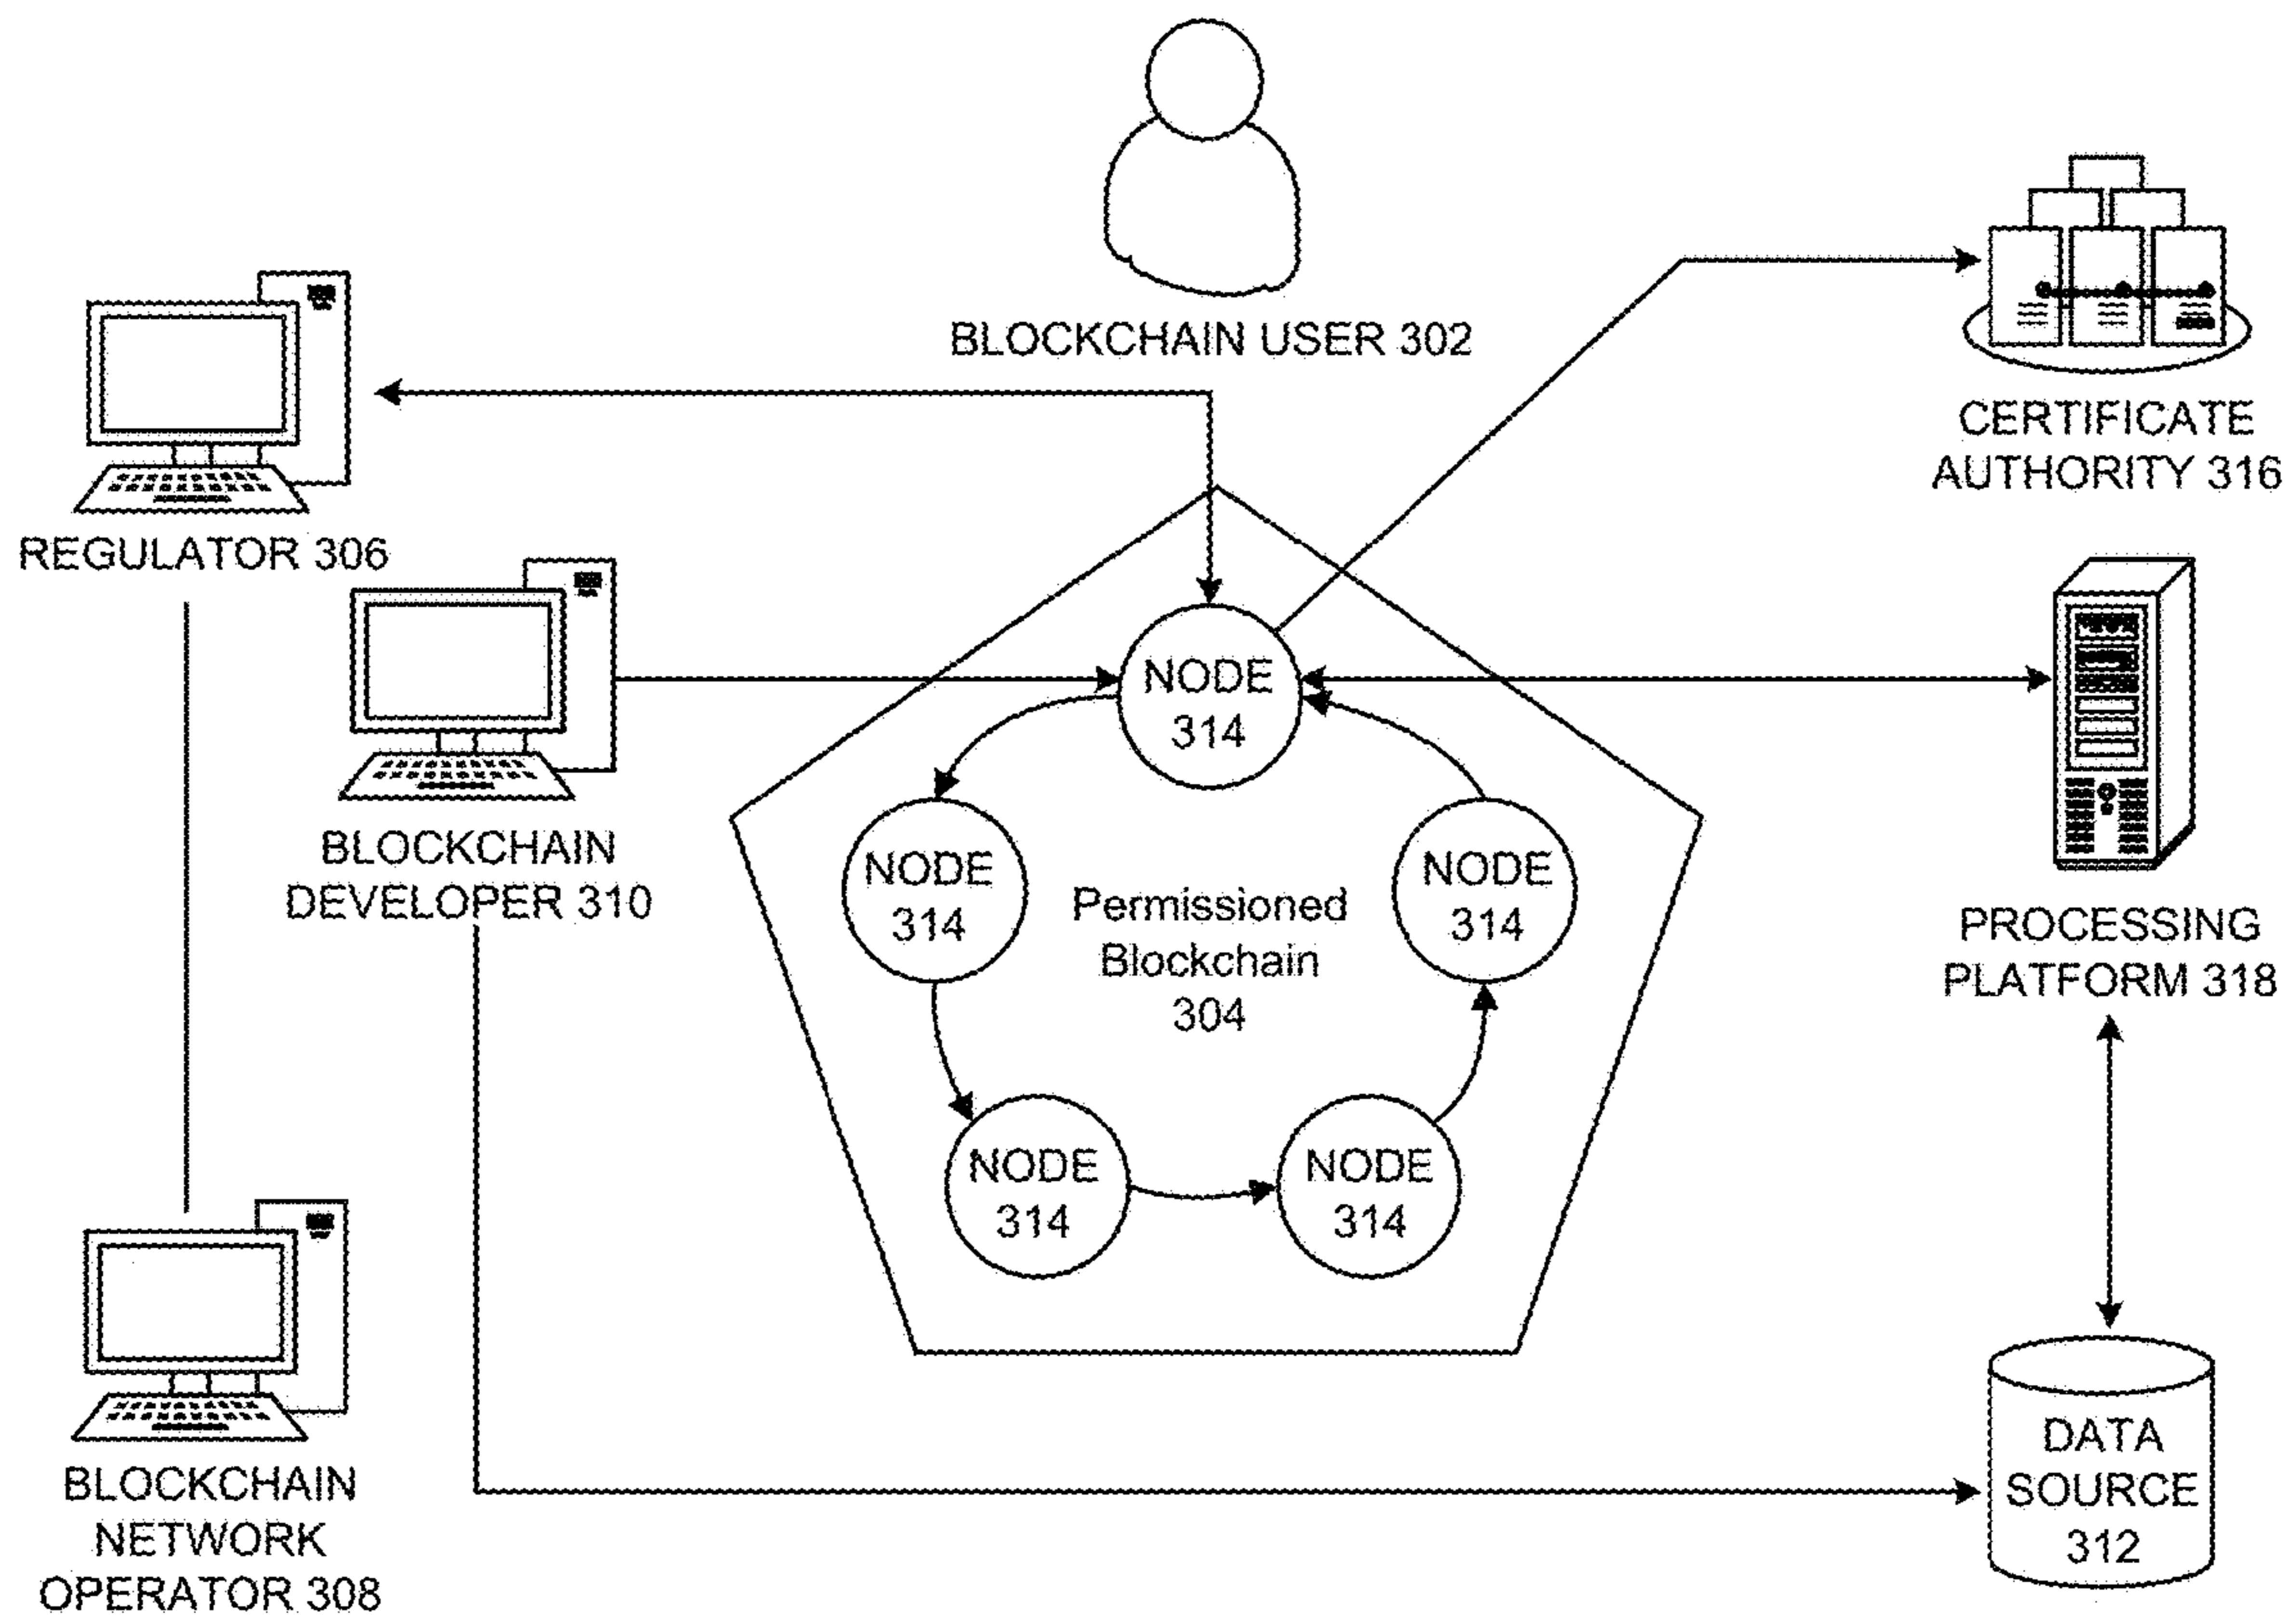 BLOCKCHAIN USER 302
CERTIFICATE
AUTHORITY 316
REGULATOR 306
NODE
314
BLOCKCHAIN
DEVELOPER 310
NODE
314
Permissioned
Blockchain
304
NODE
314
PROCESSING
PLATFORM 318
NODE
314
NODE
314
BLOCKCHAIN
NETWORK
OPERATOR 308
DATA
SOURCE
312